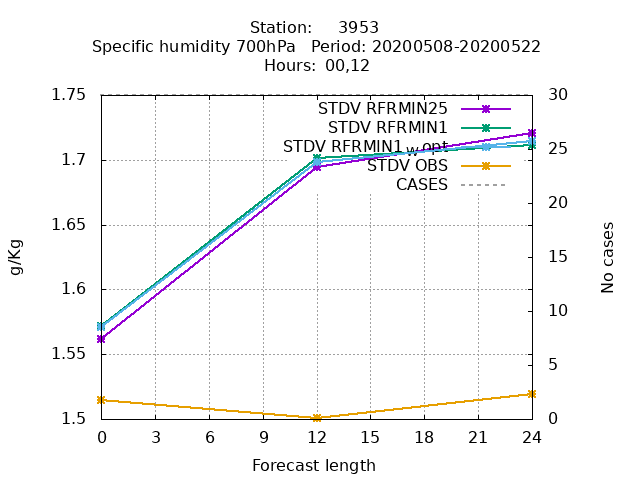 Station: 3953
Specific humidity 700hPa Period: 20200508-20200522
Hours: 00,12
1.75
1.7
1.65
1.6
1.55
1.5
g/Kg
30
25
20
15
10
5
0
No cases
STDV RFRMIN25
STDV RFRMIN1
STDV RFRMIN1_wopt
STDV OBS
CASES
0 3 6 9 12 15 18 21 24
Forecast length